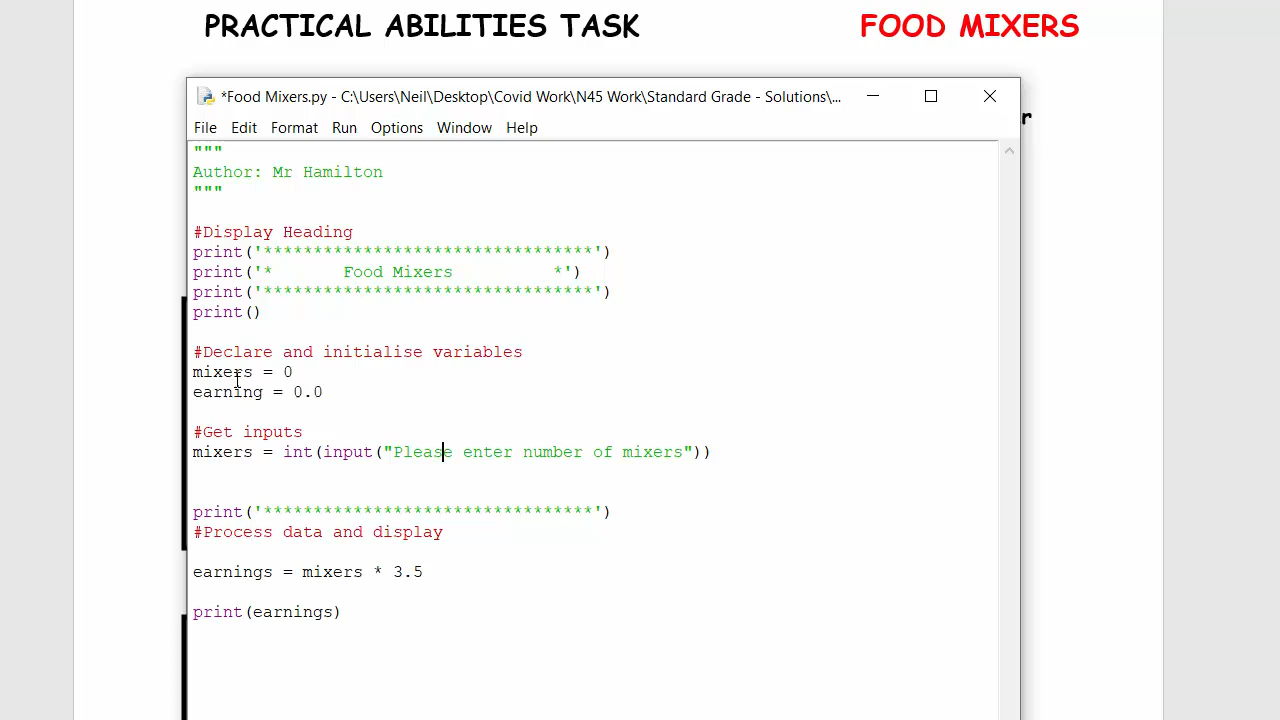 PRACTICAL ABILITIES TASK FOOD MIXERS
*Food Mixers.py - C:\Users\Neil\Desktop\Covid Work\N45 Work\Standard Grade - Solutions\...
r
File Edit Format Run Options Window Help
"""
Author: Mr Hamilton
"""
#Display Heading
print('*********************************')
print('*       Food Mixers          *')
print('*********************************')
print()
#Declare and initialise variables
mixers = 0
earning = 0.0
#Get inputs
mixers = int(input("Please enter number of mixers"))
print('*********************************')
#Process data and display
earnings = mixers * 3.5
print(earnings)